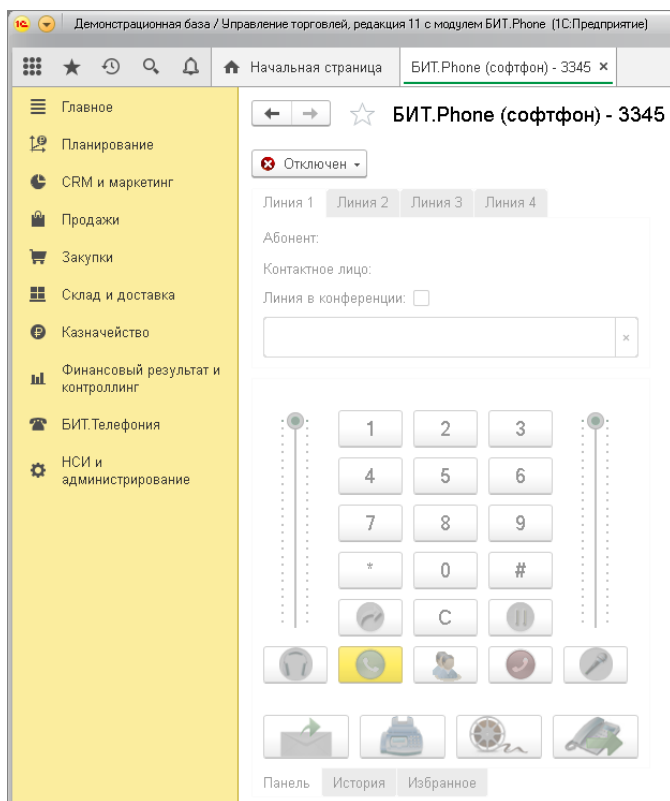 1С Демонстрационная база / Управление торговлей, редакция 11 с модулем БИТ.Phone (1С:Предприятие)
Начальная страница
БИТ.Phone (софтфон) - 3345 ×
Главное
Планирование
CRM и маркетинг
Продажи
Закупки
Склад и доставка
Казначейство
Финансовый результат и
контроллинг
БИТ.Телефония
НСИ и
администрирование
БИТ.Phone (софтфон) - 3345
Отключен
Линия 1 Линия 2 Линия 3 Линия 4
Абонент:
Контактное лицо:
Линия в конференции:
×
1 2 3
4 5 6
7 8 9
* 0 #
C
Панель История Избранное